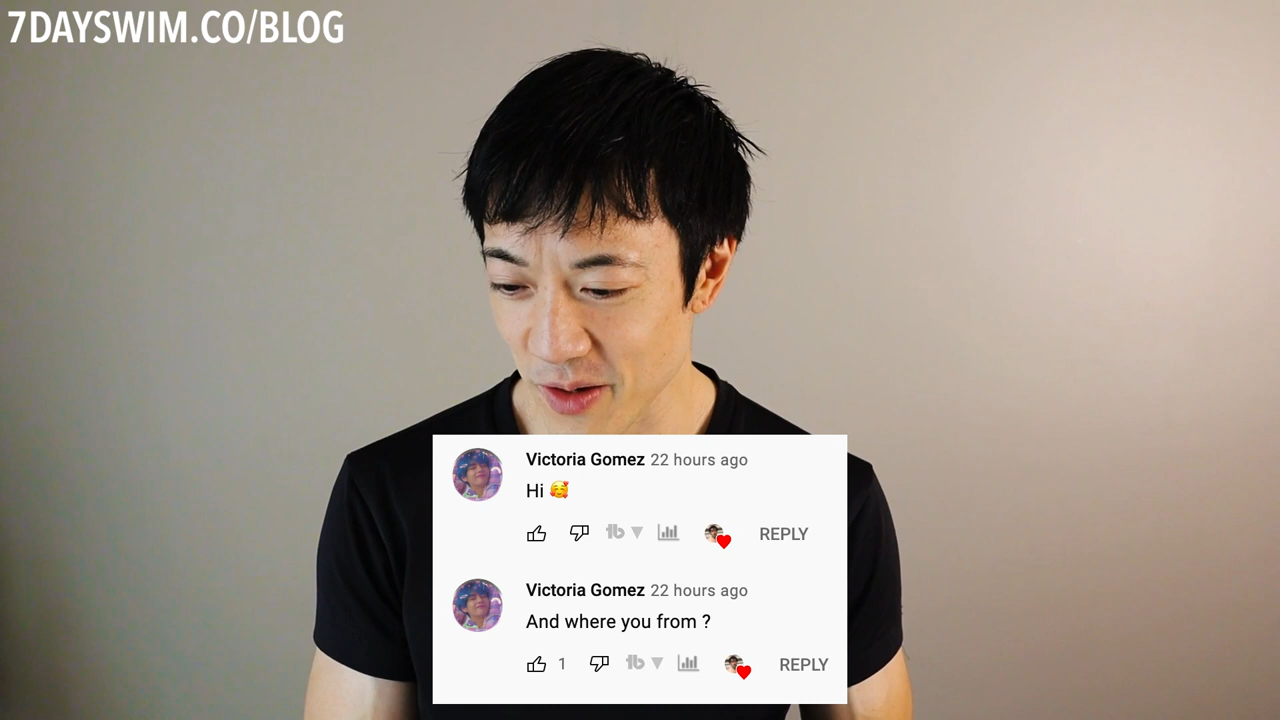 7DAYSWIM.CO/BLOG
Victoria Gomez 22 hours ago
Hi 🥰
REPLY
Victoria Gomez 22 hours ago
And where you from ?
1
REPLY